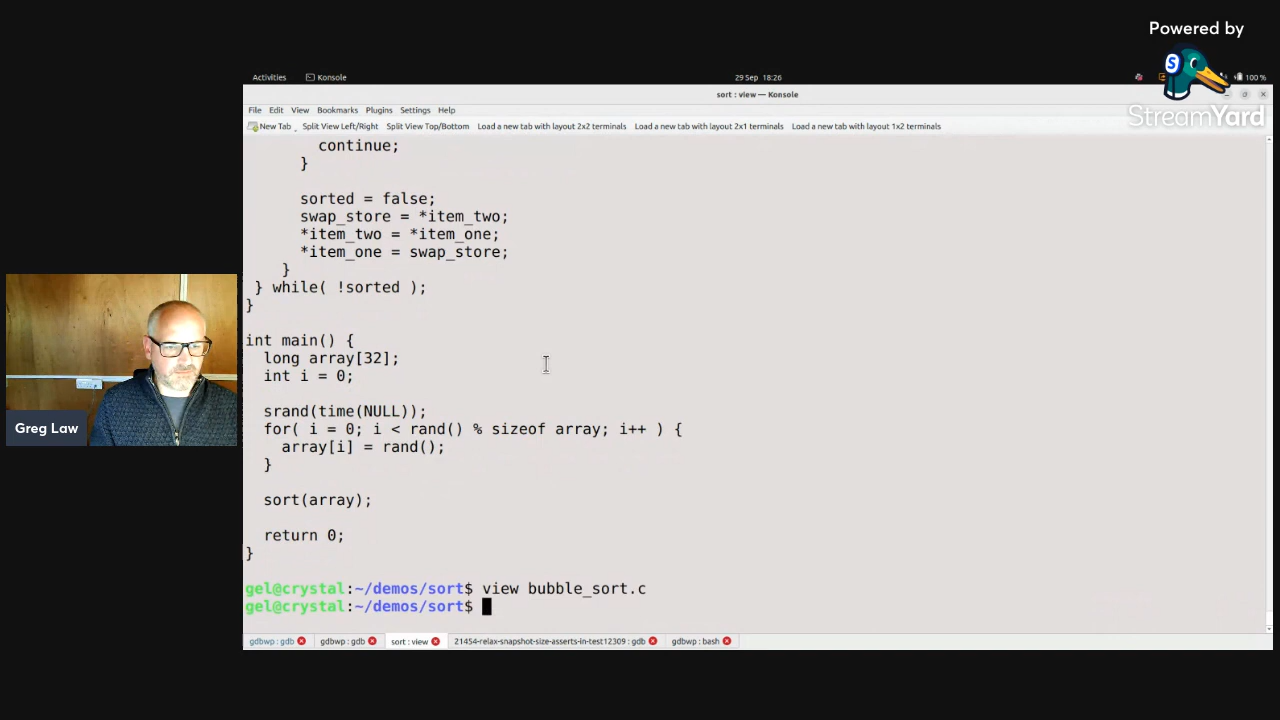 Powered by
StreamYard
Activities Konsole 29 Sep 18:26 100 %
sort : view — Konsole
File Edit View Bookmarks Plugins Settings Help
New Tab Split View Left/Right Split View Top/Bottom Load a new tab with layout 2x2 terminals Load a new tab with layout 2x1 terminals Load a new tab with layout 1x2 terminals
continue;
}
sorted = false;
swap_store = *item_two;
*item_two = *item_one;
*item_one = swap_store;
}
} while( !sorted );
}
int main() {
long array[32];
int i = 0;
srand(time(NULL));
for( i = 0; i < rand() % sizeof array; i++ ) {
array[i] = rand();
}
sort(array);
return 0;
}
gel@crystal:~/demos/sort$ view bubble_sort.c
gel@crystal:~/demos/sort$
gdbwp : gdb gdbwp : gdb sort : view 21454-relax-snapshot-size-asserts-in-test12309 : gdb gdbwp : bash
Greg Law